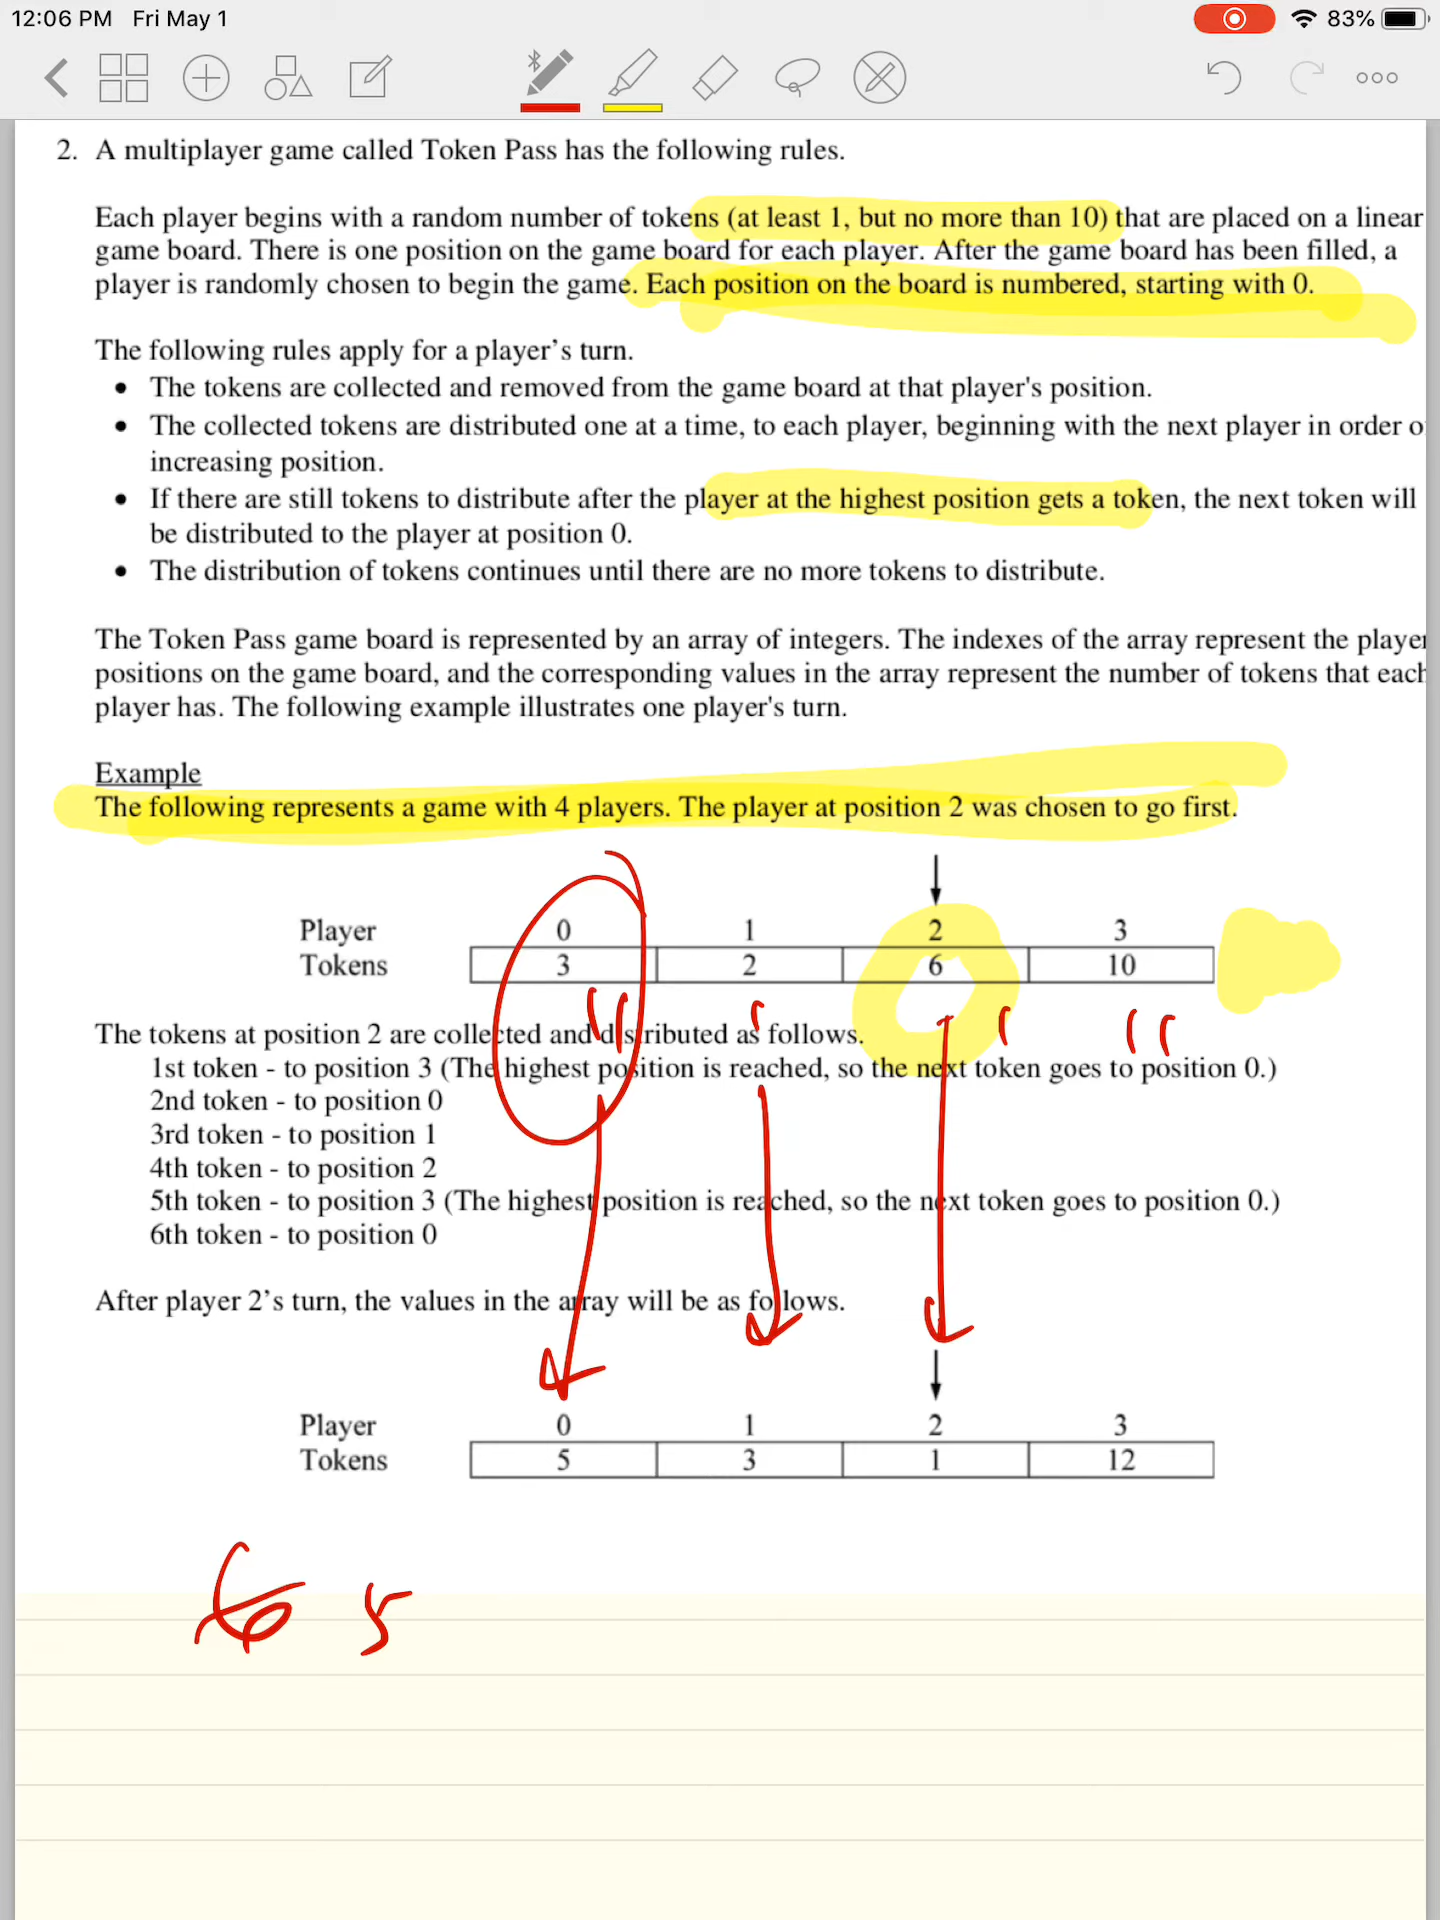 12:06 PM Fri May 1 83%
2. A multiplayer game called Token Pass has the following rules.
Each player begins with a random number of tokens (at least 1, but no more than 10) that are placed on a linear
game board. There is one position on the game board for each player. After the game board has been filled, a
player is randomly chosen to begin the game. Each position on the board is numbered, starting with 0.
The following rules apply for a player's turn.
• The tokens are collected and removed from the game board at that player's position.
• The collected tokens are distributed one at a time, to each player, beginning with the next player in order o
increasing position.
• If there are still tokens to distribute after the player at the highest position gets a token, the next token will
be distributed to the player at position 0.
• The distribution of tokens continues until there are no more tokens to distribute.
The Token Pass game board is represented by an array of integers. The indexes of the array represent the player
positions on the game board, and the corresponding values in the array represent the number of tokens that each
player has. The following example illustrates one player's turn.
Example
The following represents a game with 4 players. The player at position 2 was chosen to go first.
Player 0 1 2 3
Tokens 3 2 6 10
The tokens at position 2 are collected and distributed as follows.
1st token - to position 3 (The highest position is reached, so the next token goes to position 0.)
2nd token - to position 0
3rd token - to position 1
4th token - to position 2
5th token - to position 3 (The highest position is reached, so the next token goes to position 0.)
6th token - to position 0
After player 2's turn, the values in the array will be as follows.
Player 0 1 2 3
Tokens 5 3 1 12
6 5